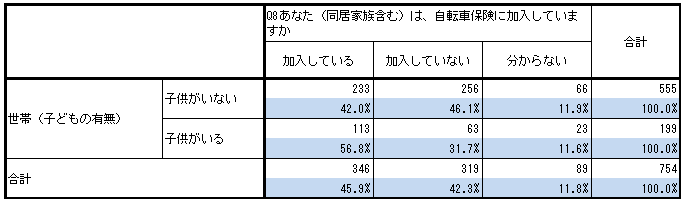 Q8あなた（同居家族含む）は、自転車保険に加入していま
すか
合計
加入している 加入していない 分からない
世帯（子どもの有無） 子供がいない 233 256 66 555
42.0% 46.1% 11.9% 100.0%
子供がいる 113 63 23 199
56.8% 31.7% 11.6% 100.0%
合計 346 319 89 754
45.9% 42.3% 11.8% 100.0%